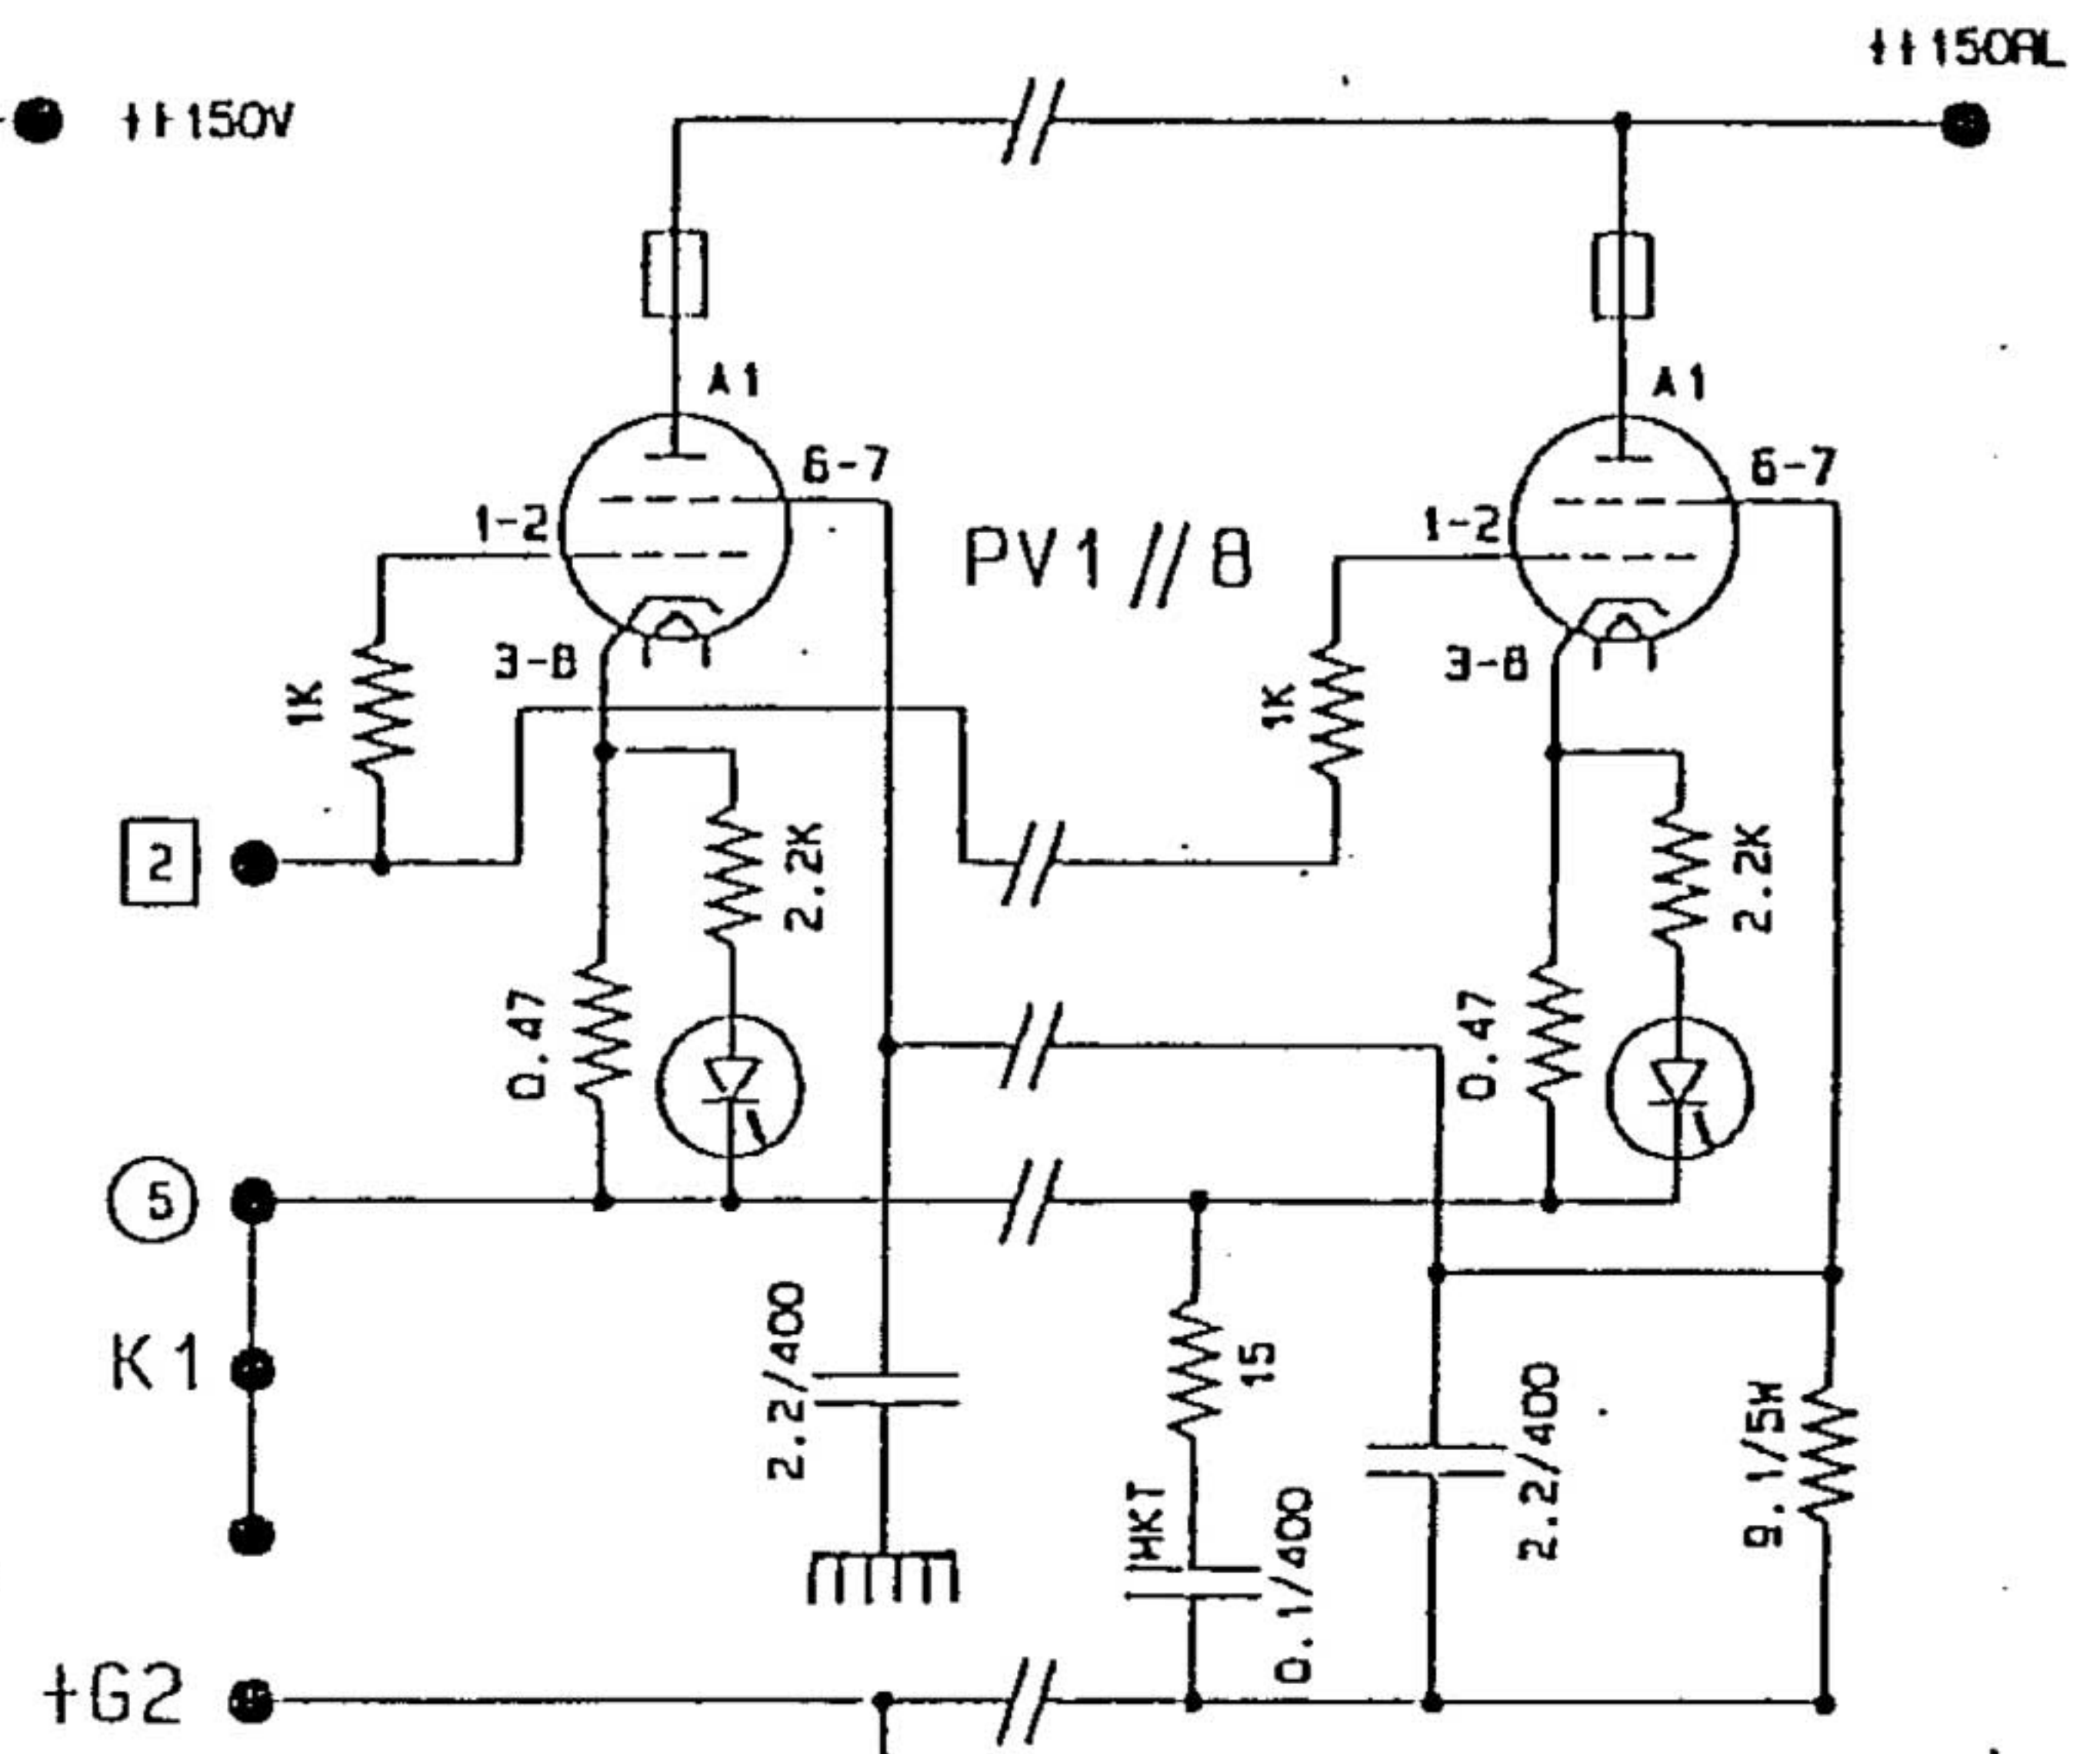 ++150AL
++150V
A1
A1
6-7
6-7
1-2
1-2
PV1//8
3-8
3-8
1K
1K
2
2.2K
2.2K
0.47
0.47
5
K1
2.2/400
15
2.2/400
9.1/5W
MKT
0.1/400
+G2